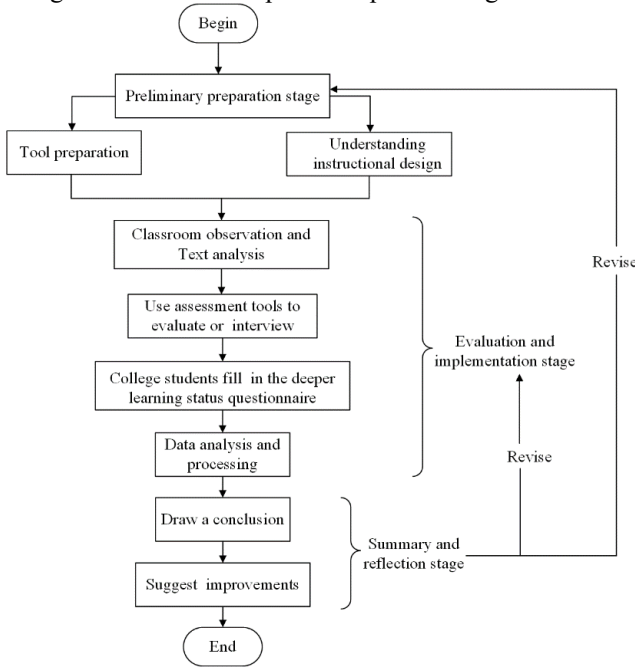 Begin
Preliminary preparation stage
Tool preparation
Understanding
instructional design
Classroom observation and
Text analysis
Use assessment tools to
evaluate or interview
College students fill in the deeper
learning status questionnaire
Data analysis and
processing
Draw a conclusion
Suggest improvements
End
Evaluation and
implementation stage
Revise
Summary and
reflection stage
Revise